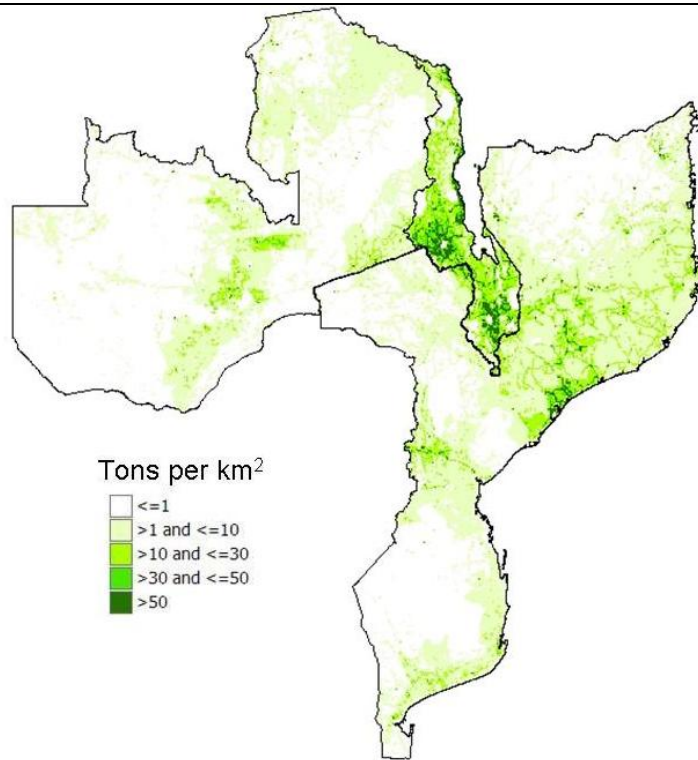 Tons per km²
<=1
>1 and <=10
>10 and <=30
>30 and <=50
>50